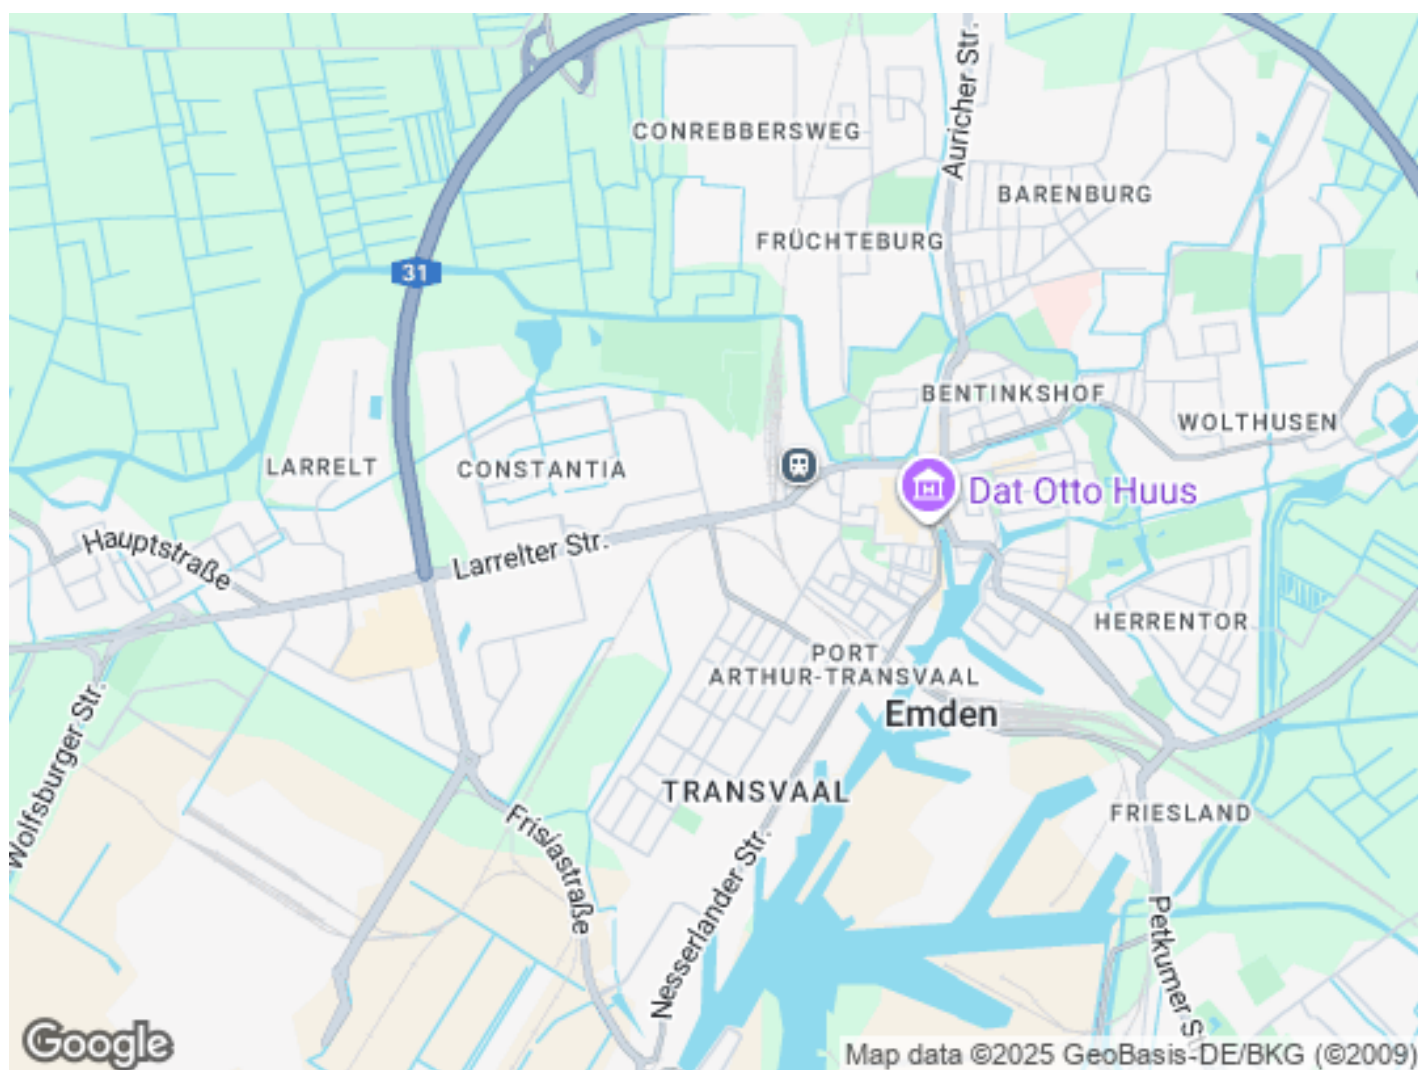 CONREBBERSWEG
Auricher Str.
BARENBURG
FRÜCHTEBURG
31
BENTINKSHOF
WOLTHUSEN
LARRELT
CONSTANTIA
Dat Otto Huus
Hauptstraße
Larrelter Str.
HERRENTOR
PORT
ARTHUR-TRANSVAAL
Emden
Wolfsburger Str.
TRANSVAAL
FRIESLAND
Frisiastraße
Nesserlander Str.
Petkumer Str.
Google
Map data ©2025 GeoBasis-DE/BKG (©2009)